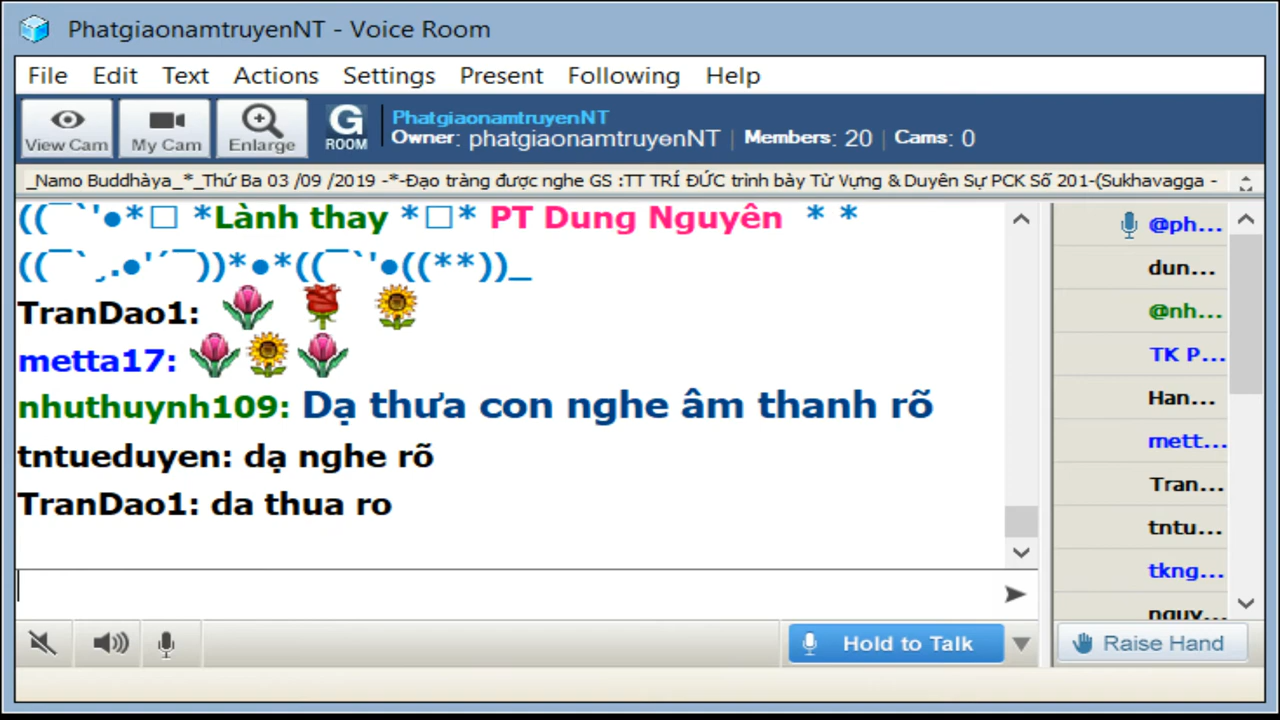 PhatgiaonamtruyenNT - Voice Room
File Edit Text Actions Settings Present Following Help
View Cam My Cam Enlarge G ROOM
PhatgiaonamtruyenNT
Owner: phatgiaonamtruyenNT | Members: 20 | Cams: 0
_Namo Buddhàya_*_Thứ Ba 03 /09 /2019 -*-Đạo tràng được nghe GS :TT TRÍ ĐỨC trình bày Từ Vựng & Duyên Sự PCK Số 201-(Sukhavagga -
((¯`'●*□ *Lành thay *□* PT Dung Nguyên * *
((¯`¸.●'´¯))*●*((¯`'●((**))_
TranDao1:
metta17:
nhuthuynh109: Dạ thưa con nghe âm thanh rõ
tntueduyen: dạ nghe rõ
TranDao1: da thua ro
@ph...
dun...
@nh...
TK P...
Han...
mett...
Tran...
tntu...
tkng...
nguy...
Hold to Talk
Raise Hand